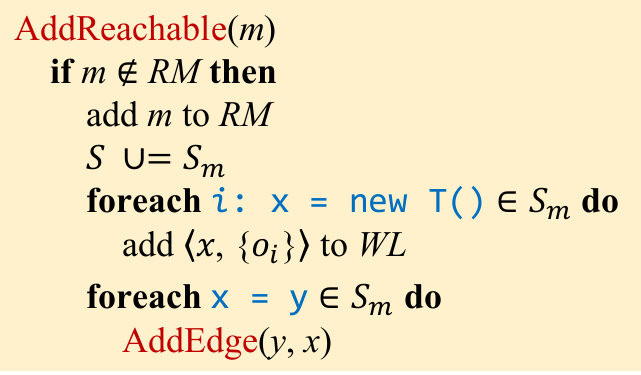 AddReachable(m)
if m ∉ RM then
add m to RM
S ∪= Sₘ
foreach i: x = new T() ∈ Sₘ do
add ⟨x, {oᵢ}⟩ to WL
foreach x = y ∈ Sₘ do
AddEdge(y, x)